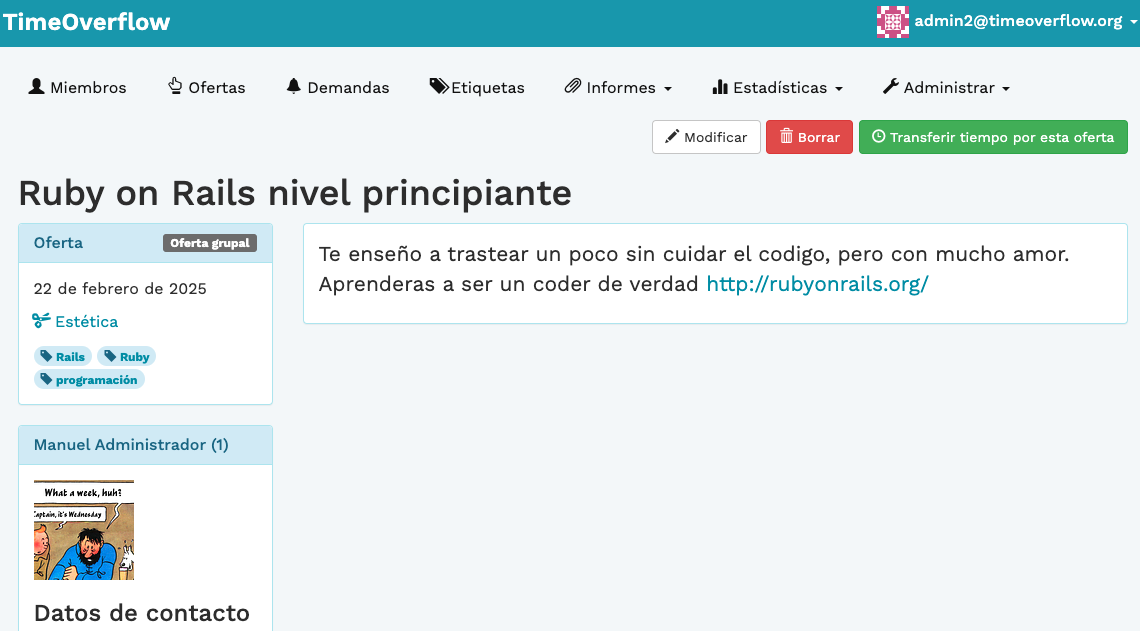 TimeOverflow
admin2@timeoverflow.org
Miembros Ofertas Demandas Etiquetas Informes Estadísticas Administrar
Modificar Borrar Transferir tiempo por esta oferta
Ruby on Rails nivel principiante
Oferta Oferta grupal
22 de febrero de 2025
Estética
Rails Ruby
programación
Te enseño a trastear un poco sin cuidar el codigo, pero con mucho amor.
Aprenderas a ser un coder de verdad http://rubyonrails.org/
Manuel Administrador (1)
What a week, huh?
Captain, it's Wednesday
Datos de contacto